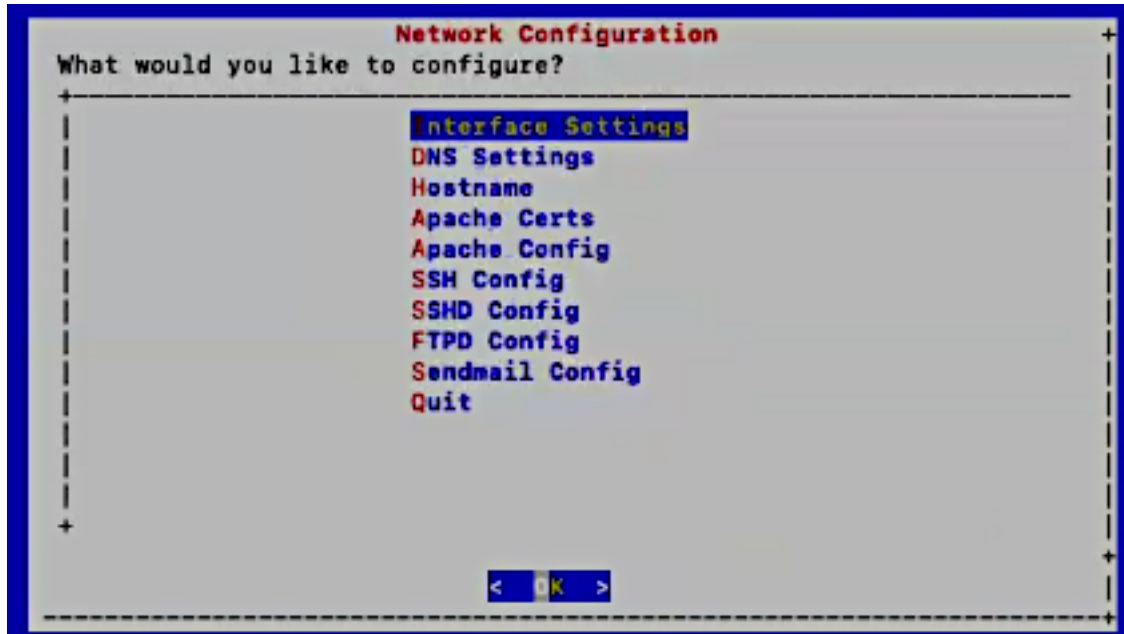 Network Configuration
What would you like to configure?
Interface Settings
DNS Settings
Hostname
Apache Certs
Apache Config
SSH Config
SSHD Config
FTPD Config
Sendmail Config
Quit
< OK >